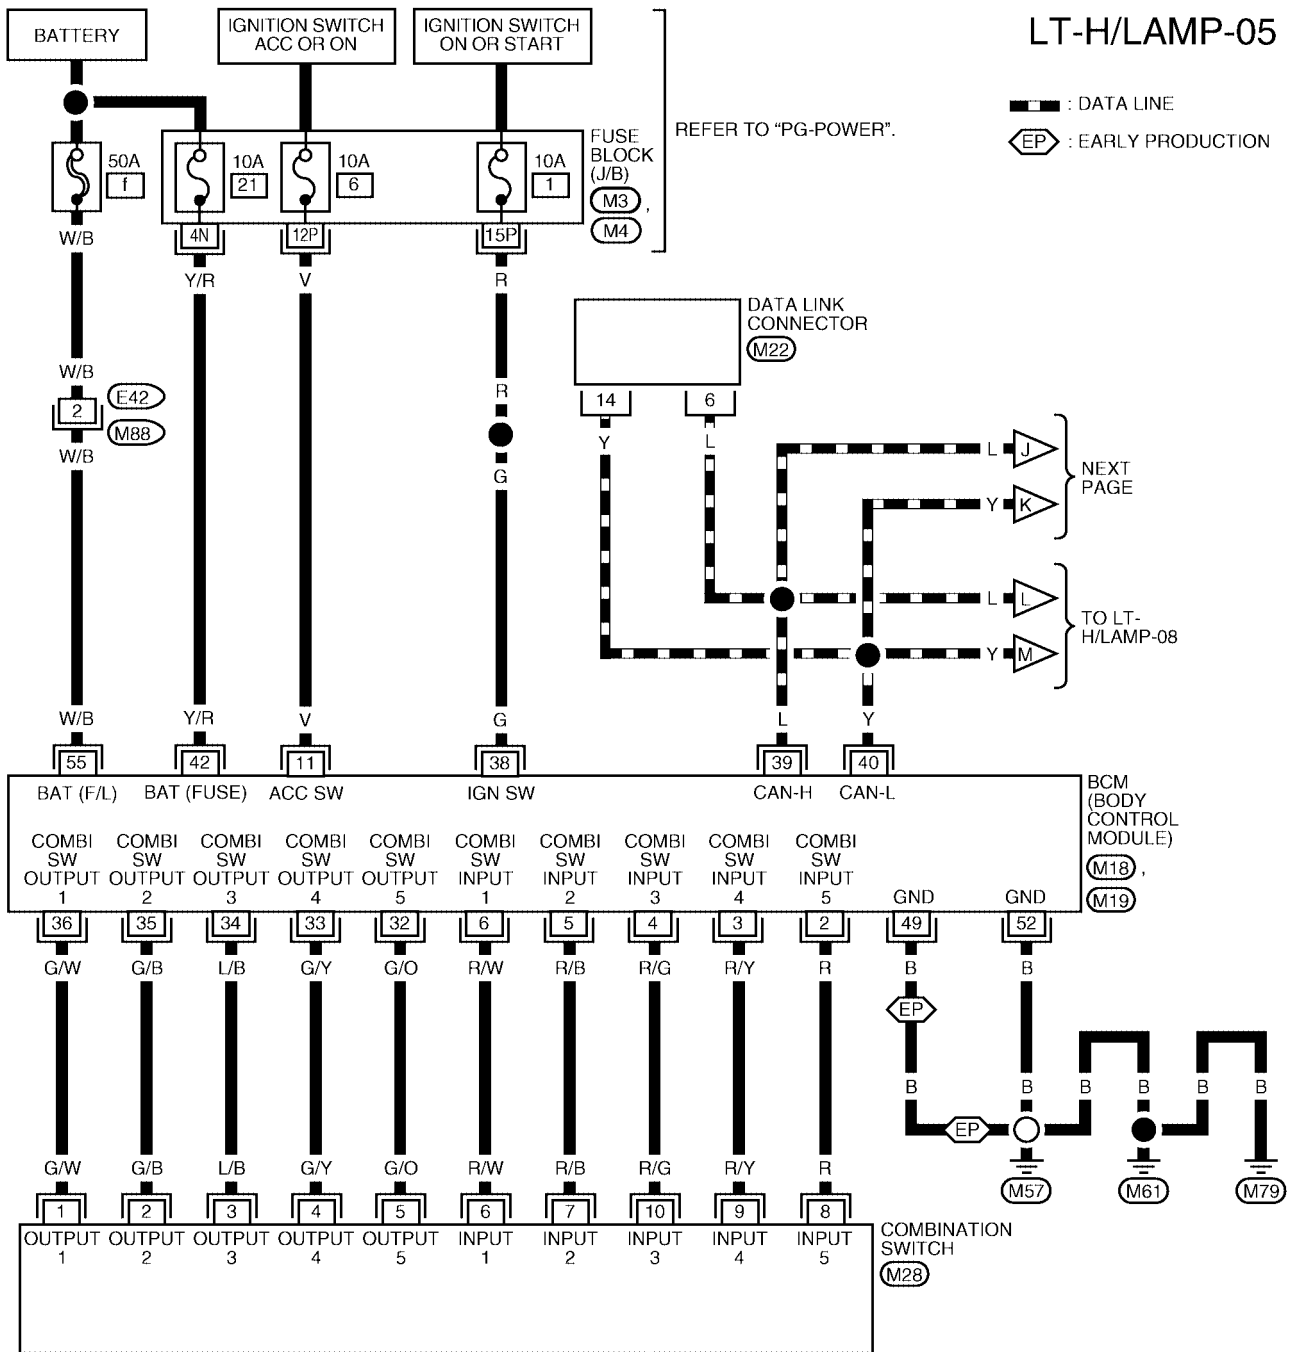 LT-H/LAMP-05
BATTERY
IGNITION SWITCH
ACC OR ON
IGNITION SWITCH
ON OR START
: DATA LINE
EP : EARLY PRODUCTION
REFER TO “PG-POWER”.
50A
f
10A
21
10A
6
10A
1
FUSE
BLOCK
(J/B)
M3 ,
M4
4N 12P 15P
W/B
Y/R V R
DATA LINK
CONNECTOR
M22
14 6
W/B
2
E42
M88
W/B
R
G
Y L
L J
Y K
NEXT
PAGE
L L
Y M
TO LT-
H/LAMP-08
W/B Y/R V G L Y
55 42 11 38 39 40
BAT (F/L) BAT (FUSE) ACC SW IGN SW CAN-H CAN-L
BCM
(BODY
CONTROL
MODULE)
M18 ,
M19
COMBI COMBI COMBI COMBI COMBI COMBI COMBI COMBI COMBI COMBI
SW SW SW SW SW SW SW SW SW SW
OUTPUT OUTPUT OUTPUT OUTPUT OUTPUT INPUT INPUT INPUT INPUT INPUT
1 2 3 4 5 1 2 3 4 5 GND GND
36 35 34 33 32 6 5 4 3 2 49 52
G/W G/B L/B G/Y G/O R/W R/B R/G R/Y R B B
EP
B B B B B B
EP
G/W G/B L/B G/Y G/O R/W R/B R/G R/Y R
M57 M61 M79
1 2 3 4 5 6 7 10 9 8
OUTPUT OUTPUT OUTPUT OUTPUT OUTPUT INPUT INPUT INPUT INPUT INPUT
1 2 3 4 5 1 2 3 4 5
COMBINATION
SWITCH
M28